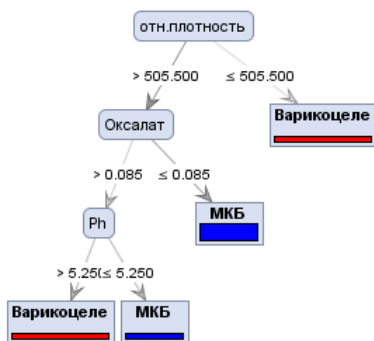 отн.плотность
> 505.500 ≤ 505.500
Оксалат
Варикоцеле
> 0.085 ≤ 0.085
Ph
МКБ
> 5.250 ≤ 5.250
Варикоцеле МКБ